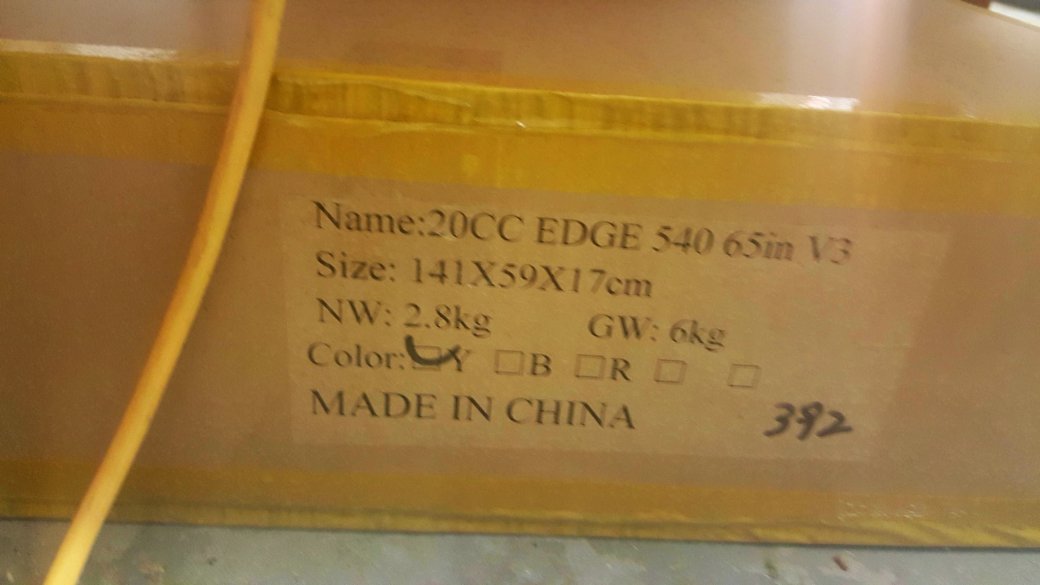 Name:20CC EDGE 540 65in V3
Size: 141X59X17cm
NW: 2.8kg GW: 6kg
Color:☐Y ☐B ☐R ☐ ☐
MADE IN CHINA 392